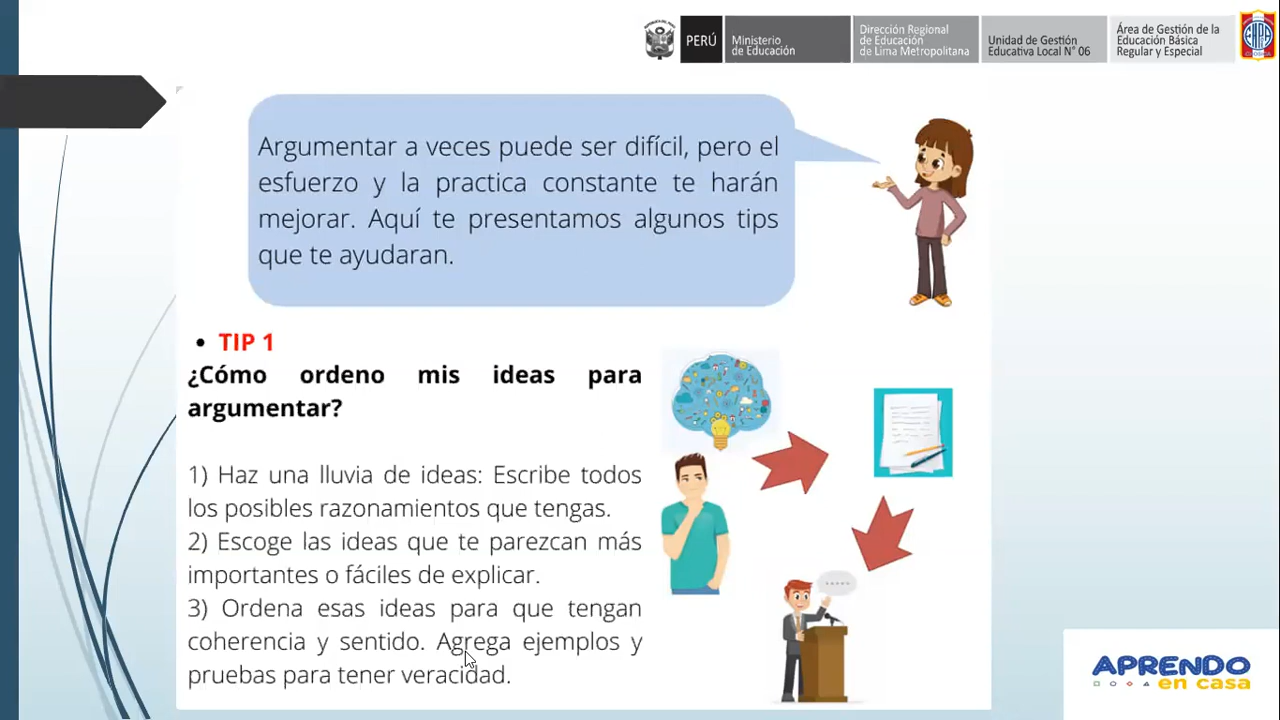 PERÚ
Ministerio
de Educación
Dirección Regional
de Educación
de Lima Metropolitana
Unidad de Gestión
Educativa Local N° 06
Área de Gestión de la
Educación Básica
Regular y Especial
Argumentar a veces puede ser difícil, pero el
esfuerzo y la practica constante te harán
mejorar. Aquí te presentamos algunos tips
que te ayudaran.
• TIP 1
¿Cómo ordeno mis ideas para
argumentar?
1) Haz una lluvia de ideas: Escribe todos
los posibles razonamientos que tengas.
2) Escoge las ideas que te parezcan más
importantes o fáciles de explicar.
3) Ordena esas ideas para que tengan
coherencia y sentido. Agrega ejemplos y
pruebas para tener veracidad.
APRENDO
en casa